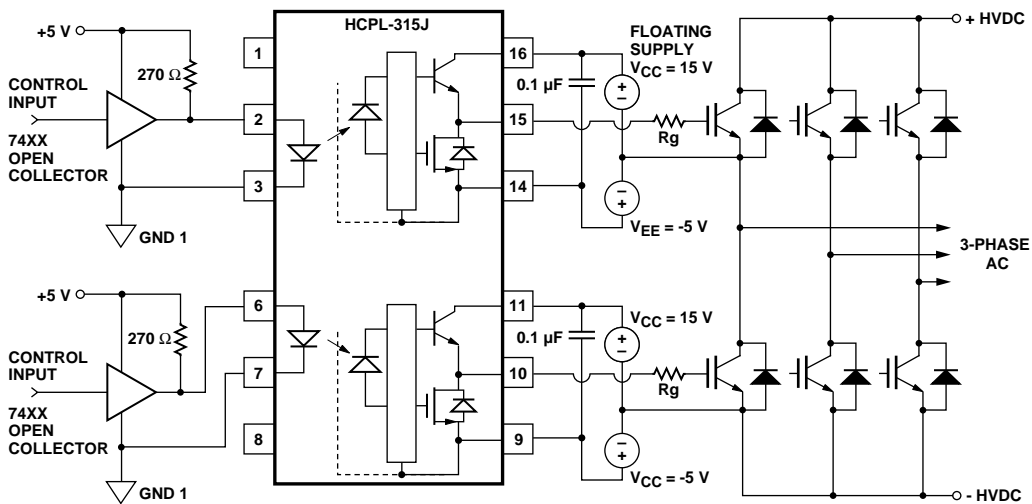 HCPL-315J
+5 V
270 Ω
CONTROL
INPUT
74XX
OPEN
COLLECTOR
GND 1
1
2
3
16
15
14
0.1 µF
FLOATING
SUPPLY
VCC = 15 V
Rg
VEE = -5 V
+ HVDC
3-PHASE
AC
+5 V
270 Ω
CONTROL
INPUT
74XX
OPEN
COLLECTOR
GND 1
6
7
8
11
10
9
0.1 µF
VCC = 15 V
Rg
VCC = -5 V
- HVDC